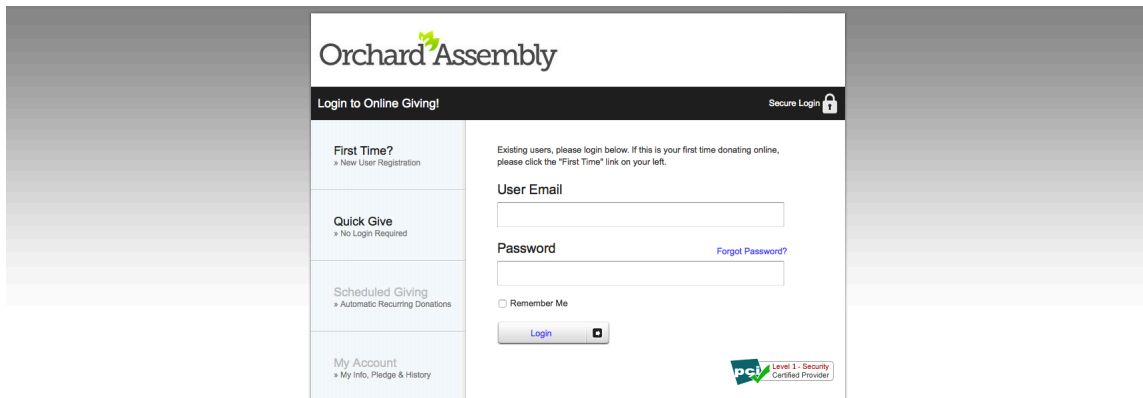 Orchard Assembly
Login to Online Giving!
Secure Login
First Time?
» New User Registration
Quick Give
» No Login Required
Scheduled Giving
» Automatic Recurring Donations
My Account
» My Info, Pledge & History
Existing users, please login below. If this is your first time donating online,
please click the "First Time" link on your left.
User Email
Password
Forgot Password?
Remember Me
Login
pci
Level 1 - Security
Certified Provider